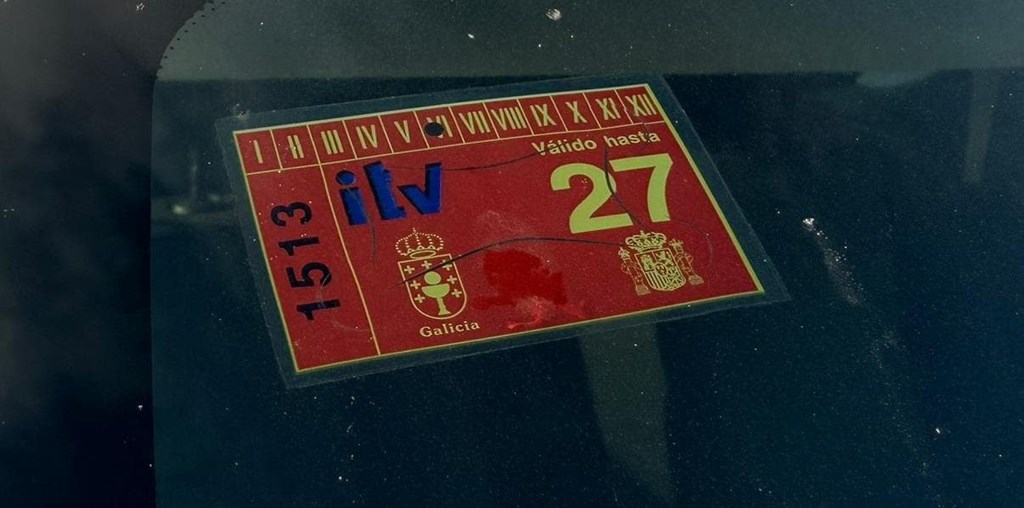 I II III IV V VI VII VIII IX X XI XII
Válido hasta
itv 27
1513
Galicia